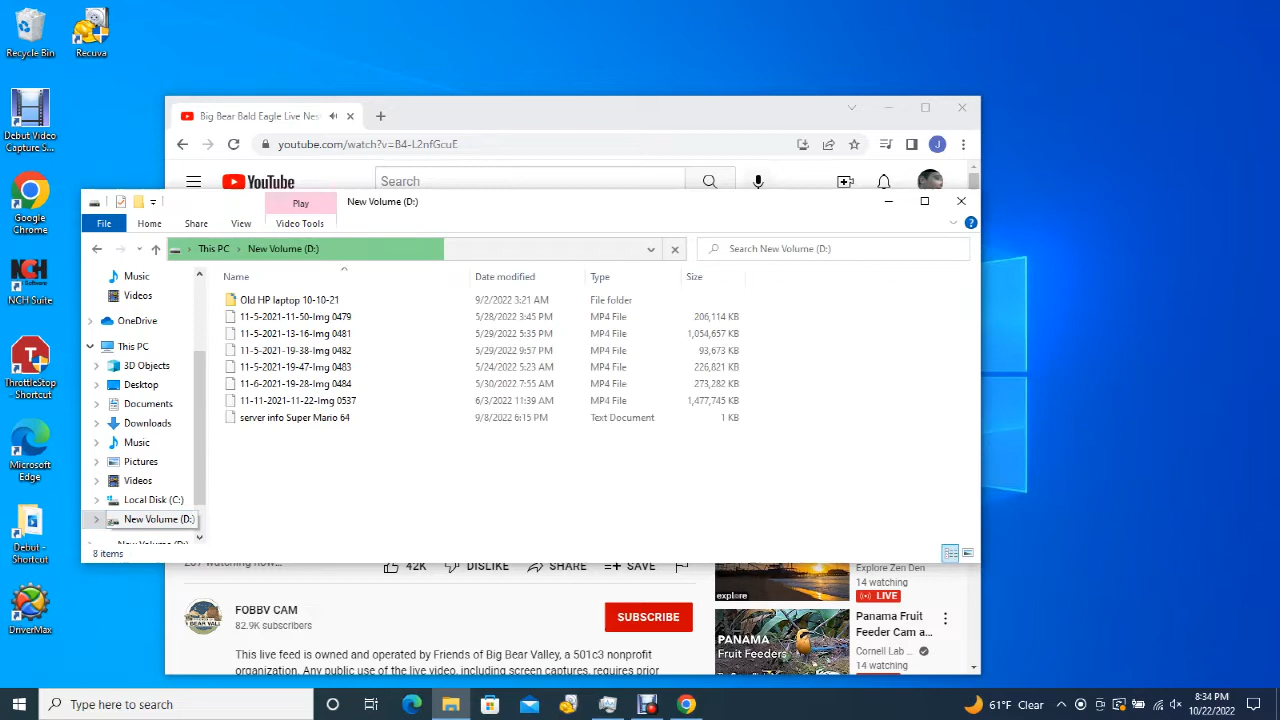 Recycle Bin
Recuva
Debut Video
Capture S...
Google
Chrome
NCH Suite
ThrottleStop
- Shortcut
Microsoft
Edge
Debut -
Shortcut
DriverMax
Big Bear Bald Eagle Live Nes
youtube.com/watch?v=B4-L2nfGcuE
J
YouTube
Search
Play
New Volume (D:)
File
Home
Share
View
Video Tools
This PC
New Volume (D:)
Search New Volume (D:)
Music
Videos
OneDrive
This PC
3D Objects
Desktop
Documents
Downloads
Music
Pictures
Videos
Local Disk (C:)
New Volume (D:)
New Volume (D:)
Name
Date modified
Type
Size
Old HP laptop 10-10-21
9/2/2022 3:21 AM
File folder
11-5-2021-11-50-Img 0479
5/28/2022 3:45 PM
MP4 File
206,114 KB
11-5-2021-13-16-Img 0481
5/29/2022 5:35 PM
MP4 File
1,054,657 KB
11-5-2021-19-38-Img 0482
5/29/2022 9:57 PM
MP4 File
93,673 KB
11-5-2021-19-47-Img 0483
5/24/2022 5:23 AM
MP4 File
226,821 KB
11-6-2021-19-28-Img 0484
5/30/2022 7:55 AM
MP4 File
273,282 KB
11-11-2021-11-22-Img 0537
6/3/2022 11:39 AM
MP4 File
1,477,745 KB
server info Super Mario 64
9/8/2022 6:15 PM
Text Document
1 KB
8 items
watching now...
42K
DISLIKE
SHARE
SAVE
FOBBV CAM
82.9K subscribers
SUBSCRIBE
This live feed is owned and operated by Friends of Big Bear Valley, a 501c3 nonprofit
organization. Any public use of the live video, including screen captures, requires prior
explore
Explore Zen Den
14 watching
LIVE
PANAMA
Fruit Feeders
Panama Fruit
Feeder Cam a...
Cornell Lab ...
14 watching
Type here to search
61°F Clear
8:34 PM
10/22/2022